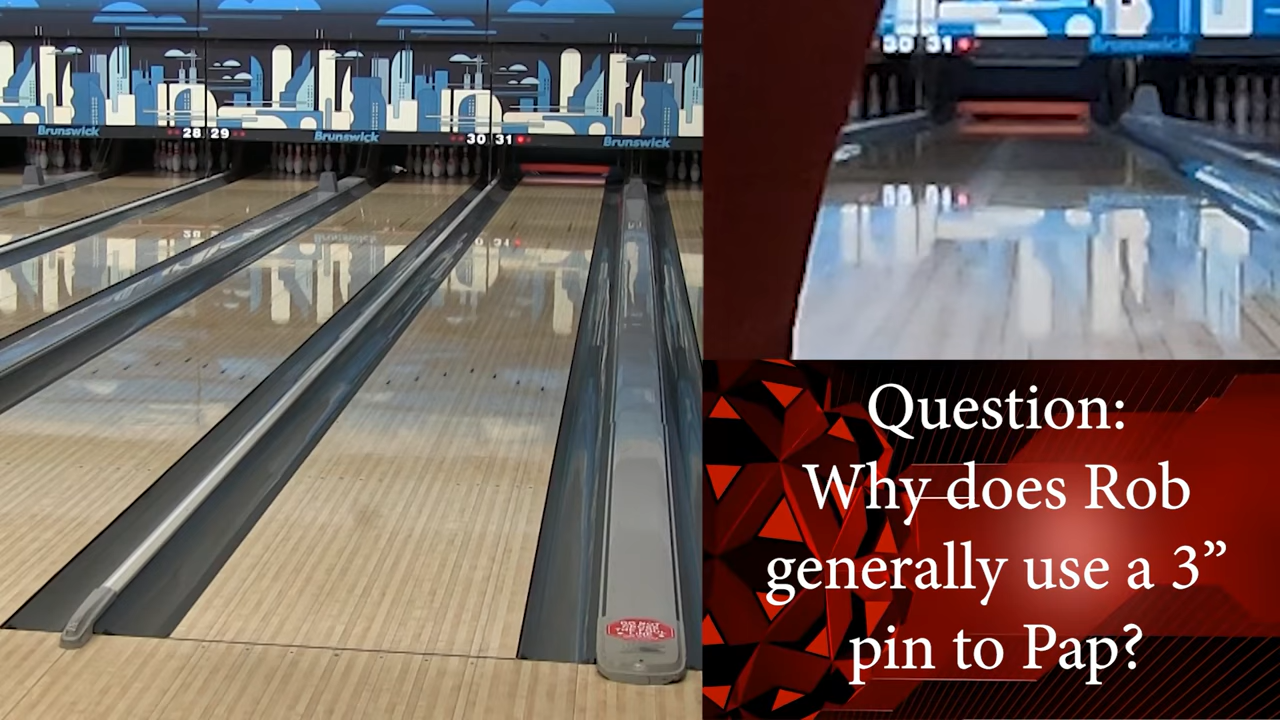 Brunswick
28 29
Brunswick
30 31
Brunswick
30 31
Brunswick
Question:
Why does Rob
generally use a 3”
pin to Pap?